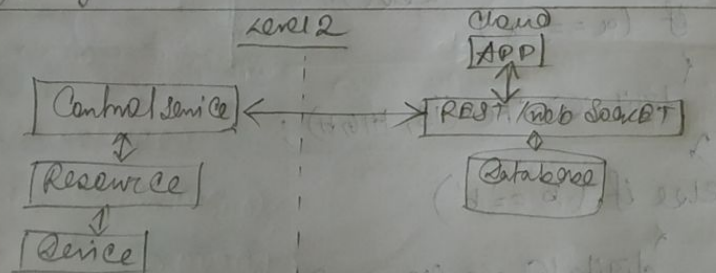 Level 2
Cloud
APP
Control Service
REST / Web SockET
Resource
Database
Device